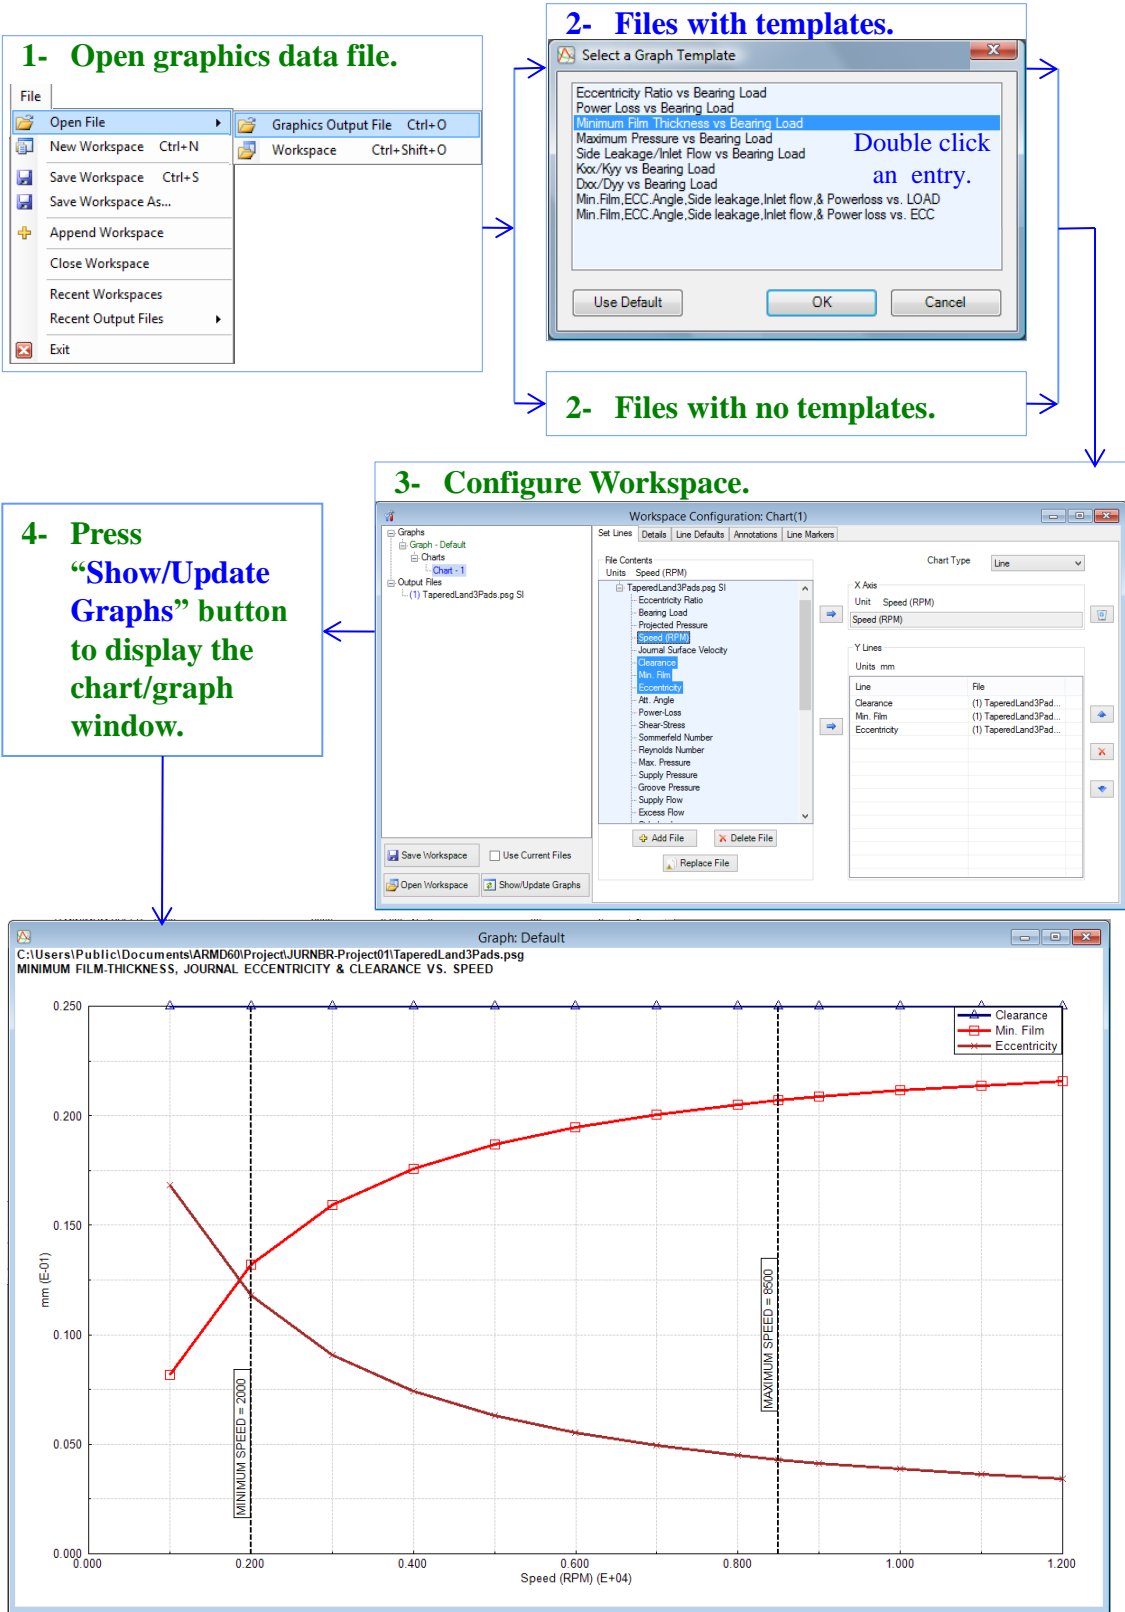 1- Open graphics data file.
File
Open File
New Workspace Ctrl+N
Save Workspace Ctrl+S
Save Workspace As...
Append Workspace
Close Workspace
Recent Workspaces
Recent Output Files
Exit
Graphics Output File Ctrl+O
Workspace Ctrl+Shift+O
2- Files with templates.
Select a Graph Template
Eccentricity Ratio vs Bearing Load
Power Loss vs Bearing Load
Minimum Film Thickness vs Bearing Load
Maximum Pressure vs Bearing Load
Side Leakage/Inlet Flow vs Bearing Load
Kxx/Kyy vs Bearing Load
Dxx/Dyy vs Bearing Load
Min.Film,ECC.Angle,Side leakage,Inlet flow,& Powerloss vs. LOAD
Min.Film,ECC.Angle,Side leakage,Inlet flow,& Power loss vs. ECC
Double click
an entry.
Use Default
OK
Cancel
2- Files with no templates.
3- Configure Workspace.
Workspace Configuration: Chart(1)
Graphs
Graph - Default
Charts
Chart - 1
Output Files
(1) TaperedLand3Pads.psg SI
Save Workspace
Use Current Files
Open Workspace
Show/Update Graphs
Set Lines Details Line Defaults Annotations Line Markers
File Contents
Units Speed (RPM)
TaperedLand3Pads.psg SI
Eccentricity Ratio
Bearing Load
Projected Pressure
Speed (RPM)
Journal Surface Velocity
Clearance
Min. Film
Eccentricity
Att. Angle
Power-Loss
Shear-Stress
Sommerfeld Number
Reynolds Number
Max. Pressure
Supply Pressure
Groove Pressure
Supply Flow
Excess Flow
Add File
Delete File
Replace File
Chart Type Line
X Axis
Unit Speed (RPM)
Speed (RPM)
Y Lines
Units mm
Line File
Clearance (1) TaperedLand3Pad...
Min. Film (1) TaperedLand3Pad...
Eccentricity (1) TaperedLand3Pad...
4- Press
“Show/Update
Graphs” button
to display the
chart/graph
window.
Graph: Default
C:\Users\Public\Documents\ARMD60\Project\JURNBR-Project01\TaperedLand3Pads.psg
MINIMUM FILM-THICKNESS, JOURNAL ECCENTRICITY & CLEARANCE VS. SPEED
Clearance
Min. Film
Eccentricity
0.250
0.200
0.150
0.100
0.050
0.000
mm (E-01)
MINIMUM SPEED = 2000
MAXIMUM SPEED = 8500
0.000 0.200 0.400 0.600 0.800 1.000 1.200
Speed (RPM) (E+04)